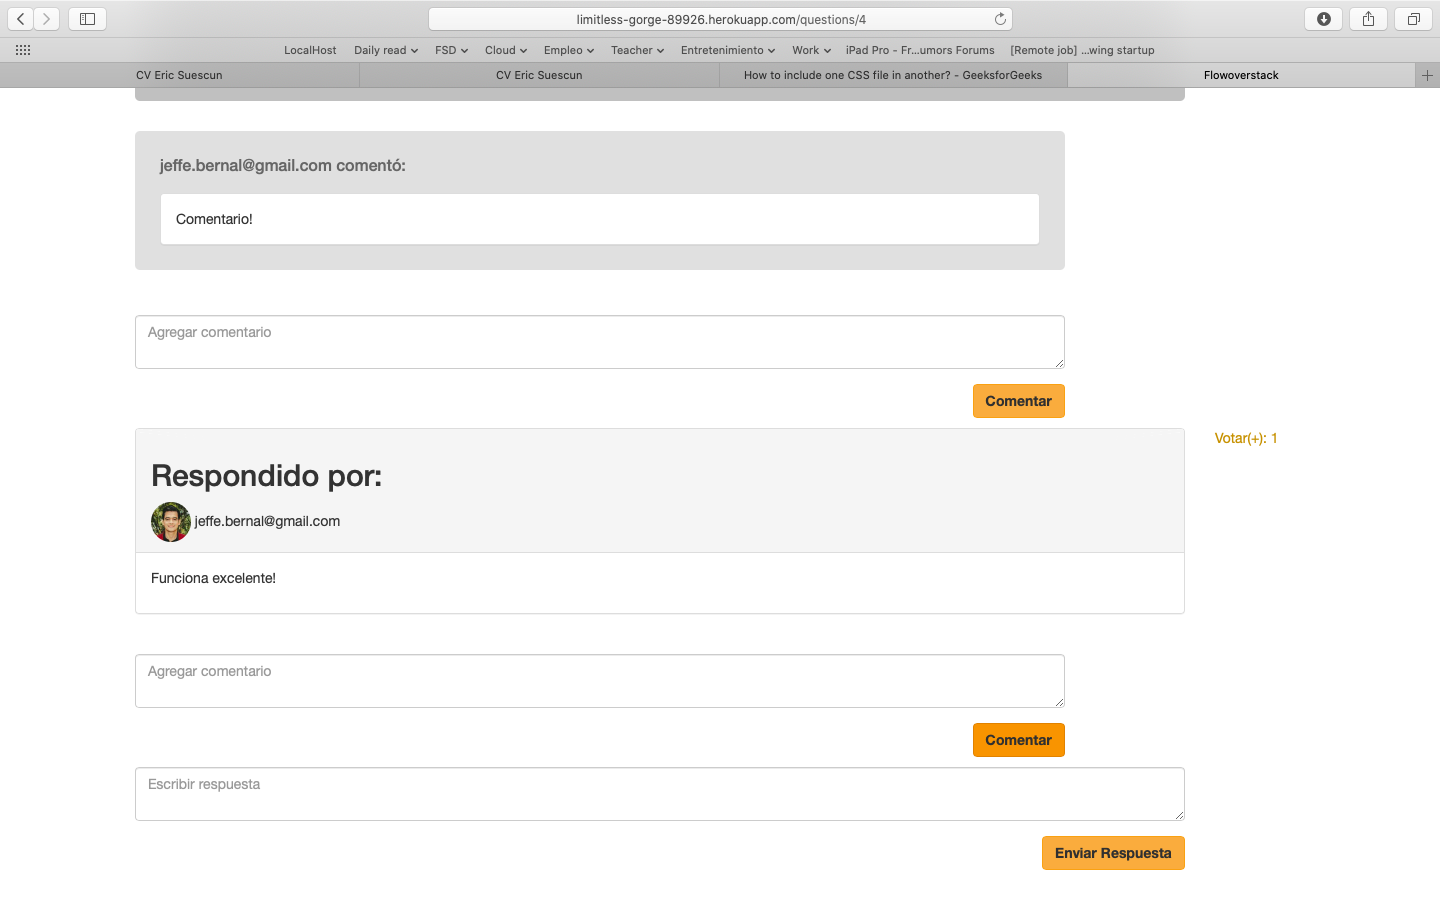 limitless-gorge-89926.herokuapp.com/questions/4
LocalHost Daily read FSD Cloud Empleo Teacher Entretenimiento Work iPad Pro - Fr...umors Forums [Remote job] ...wing startup
CV Eric Suescun CV Eric Suescun How to include one CSS file in another? - GeeksforGeeks Flowoverstack
jeffe.bernal@gmail.com comentó:
Comentario!
Agregar comentario
Comentar
Votar(+): 1
Respondido por:
jeffe.bernal@gmail.com
Funciona excelente!
Agregar comentario
Comentar
Escribir respuesta
Enviar Respuesta